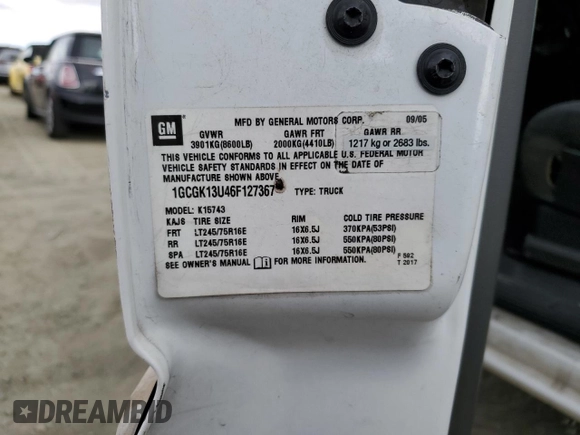 GM
MFD BY GENERAL MOTORS CORP. 09/05
GVWR GAWR FRT GAWR RR
3901KG(8600LB) 2000KG(4410LB) 1217 kg or 2683 lbs.
THIS VEHICLE CONFORMS TO ALL APPLICABLE U.S. FEDERAL MOTOR
VEHICLE SAFETY STANDARDS IN EFFECT ON THE DATE OF
MANUFACTURE SHOWN ABOVE.
1GCGK13U46F127367 TYPE: TRUCK
MODEL: K15743
KAJS TIRE SIZE RIM COLD TIRE PRESSURE
FRT LT245/75R16E 16X6.5J 370KPA(53PSI)
RR LT245/75R16E 16X6.5J 550KPA(80PSI)
SPA LT245/75R16E 16X6.5J 550KPA(80PSI)
SEE OWNER'S MANUAL FOR MORE INFORMATION.
F 502
T 2017
DREAMBID